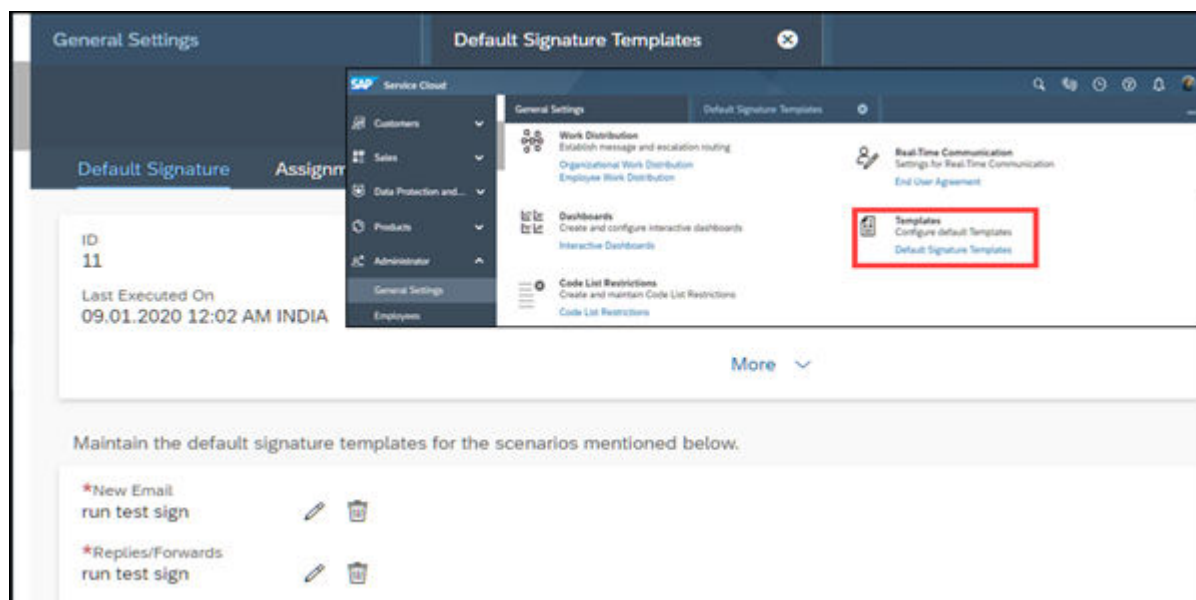 General Settings
Default Signature Templates
SAP Service Cloud
General Settings
Default Signature Templates
Customers
Sales
Data Protection and...
Products
Administrator
General Settings
Employees
Work Distribution
Establish message and escalation routing
Organizational Work Distribution
Employee Work Distribution
Real-Time Communication
Settings for Real Time Communication
End User Agreement
Dashboards
Create and configure interactive dashboards
Interactive Dashboards
Templates
Configure default Templates
Default Signature Templates
Code List Restrictions
Create and maintain Code List Restrictions
Code List Restrictions
Default Signature
Assignm
ID
11
Last Executed On
09.01.2020 12:02 AM INDIA
More
Maintain the default signature templates for the scenarios mentioned below.
*New Email
run test sign
*Replies/Forwards
run test sign